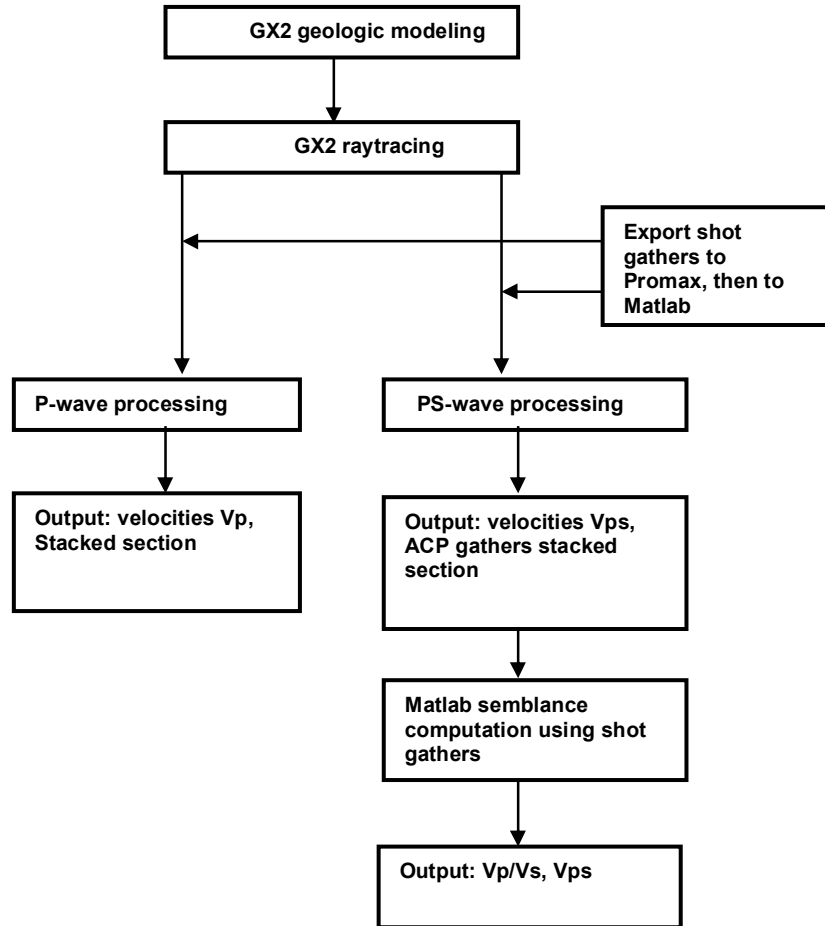 GX2 geologic modeling
GX2 raytracing
Export shot
gathers to
Promax, then to
Matlab
P-wave processing
PS-wave processing
Output: velocities Vp,
Stacked section
Output: velocities Vps,
ACP gathers stacked
section
Matlab semblance
computation using shot
gathers
Output: Vp/Vs, Vps